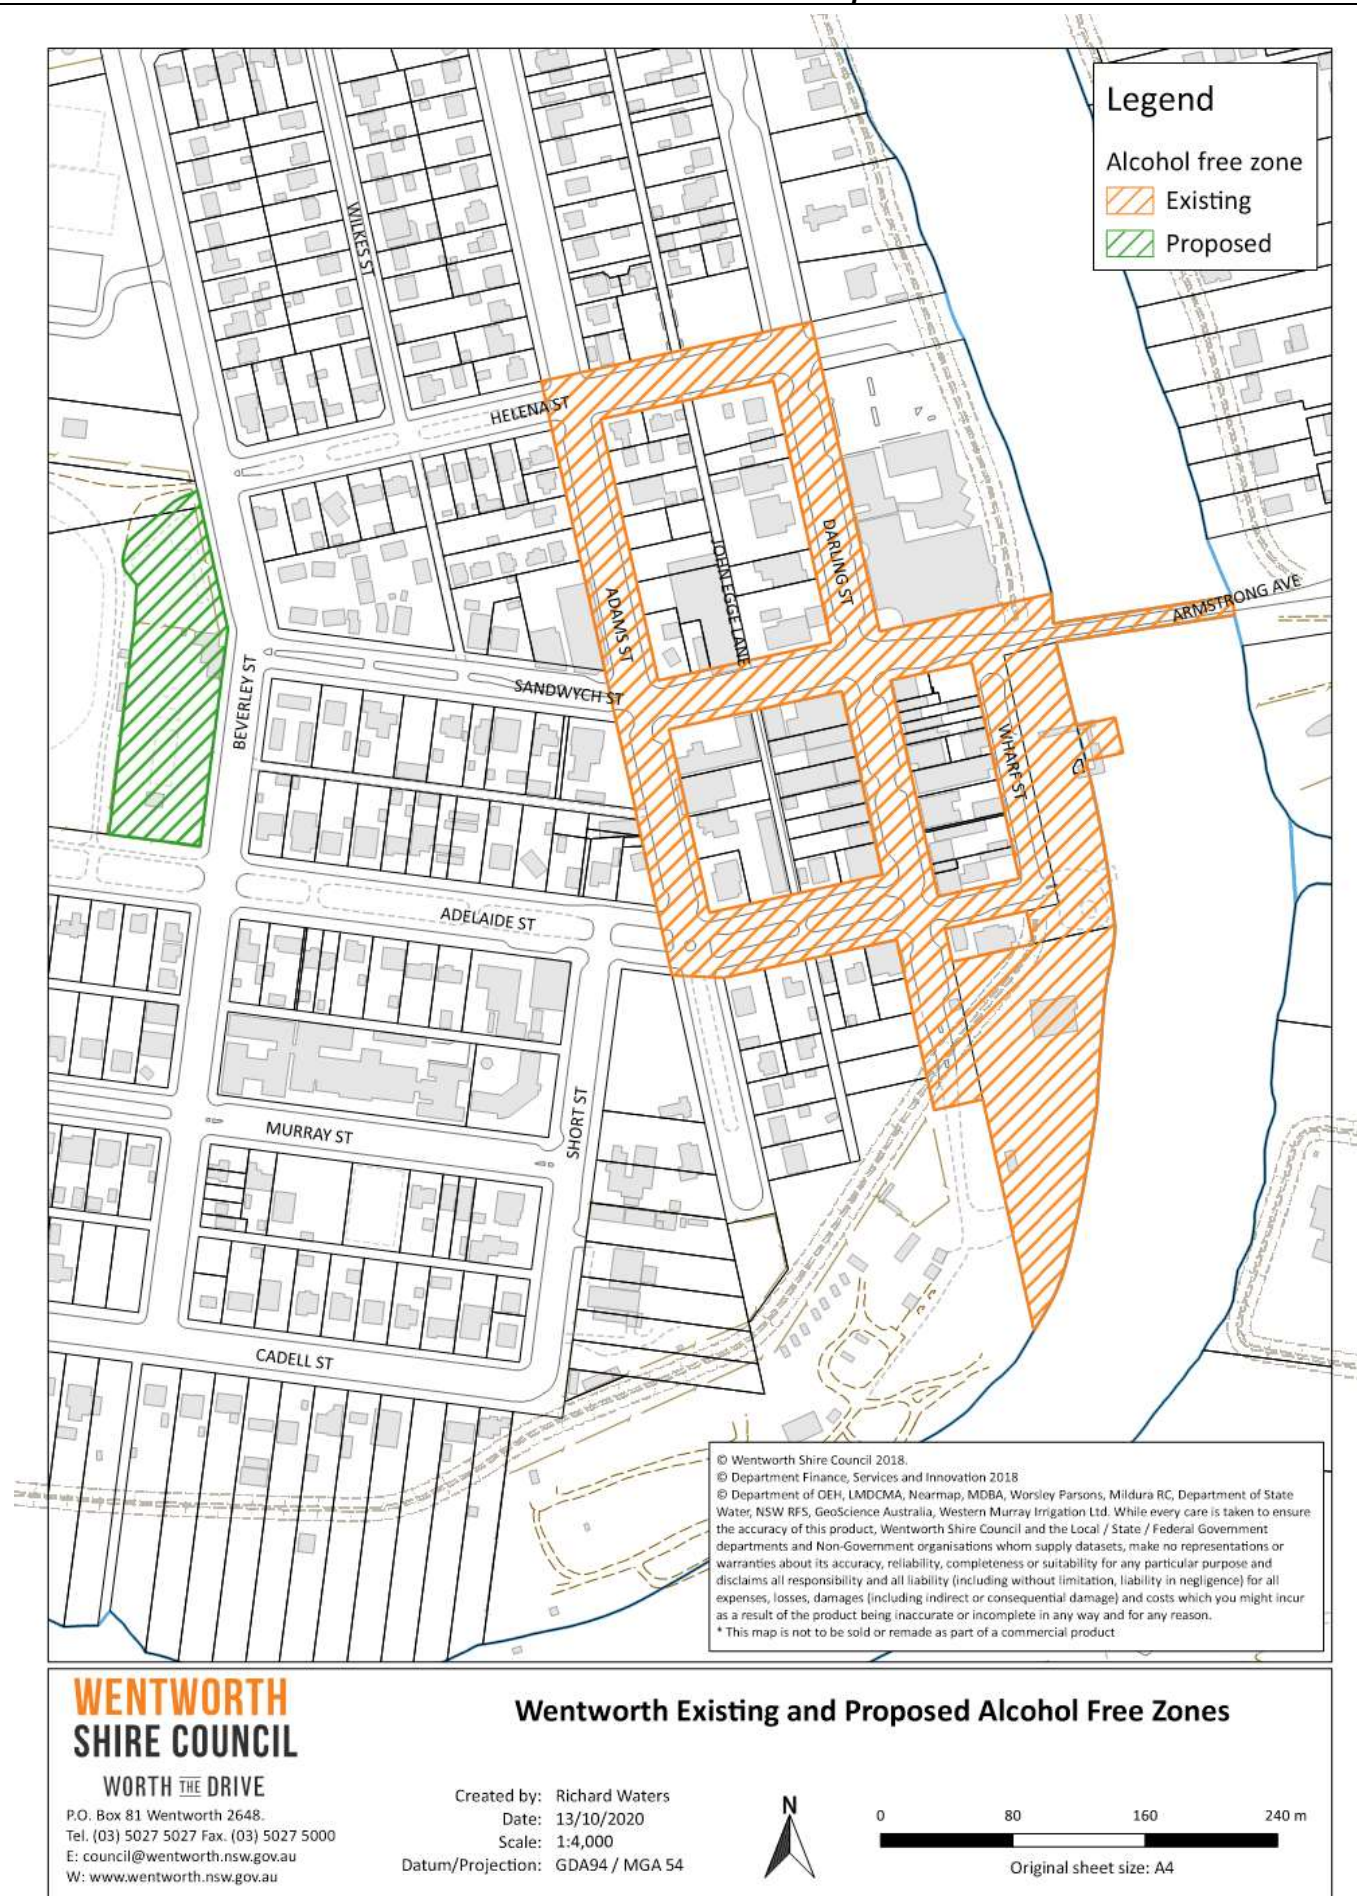 Legend
Alcohol free zone
Existing
Proposed
WILKES ST
HELENA ST
DARLING ST
JOHN EGGE LANE
ADAMS ST
ARMSTRONG AVE
BEVERLEY ST
SANDWYCH ST
WHARF ST
ADELAIDE ST
MURRAY ST
SHORT ST
CADELL ST
© Wentworth Shire Council 2018.
© Department Finance, Services and Innovation 2018
© Department of OEH, LMDCMA, Nearmap, MDBA, Worsley Parsons, Mildura RC, Department of State
Water, NSW RFS, GeoScience Australia, Western Murray Irrigation Ltd. While every care is taken to ensure
the accuracy of this product, Wentworth Shire Council and the Local / State / Federal Government
departments and Non-Government organisations whom supply datasets, make no representations or
warranties about its accuracy, reliability, completeness or suitability for any particular purpose and
disclaims all responsibility and all liability (including without limitation, liability in negligence) for all
expenses, losses, damages (including indirect or consequential damage) and costs which you might incur
as a result of the product being inaccurate or incomplete in any way and for any reason.
* This map is not to be sold or remade as part of a commercial product
WENTWORTH
SHIRE COUNCIL
WORTH THE DRIVE
P.O. Box 81 Wentworth 2648.
Tel. (03) 5027 5027 Fax. (03) 5027 5000
E: council@wentworth.nsw.gov.au
W: www.wentworth.nsw.gov.au
Wentworth Existing and Proposed Alcohol Free Zones
Created by: Richard Waters
Date: 13/10/2020
Scale: 1:4,000
Datum/Projection: GDA94 / MGA 54
N
0 80 160 240 m
Original sheet size: A4